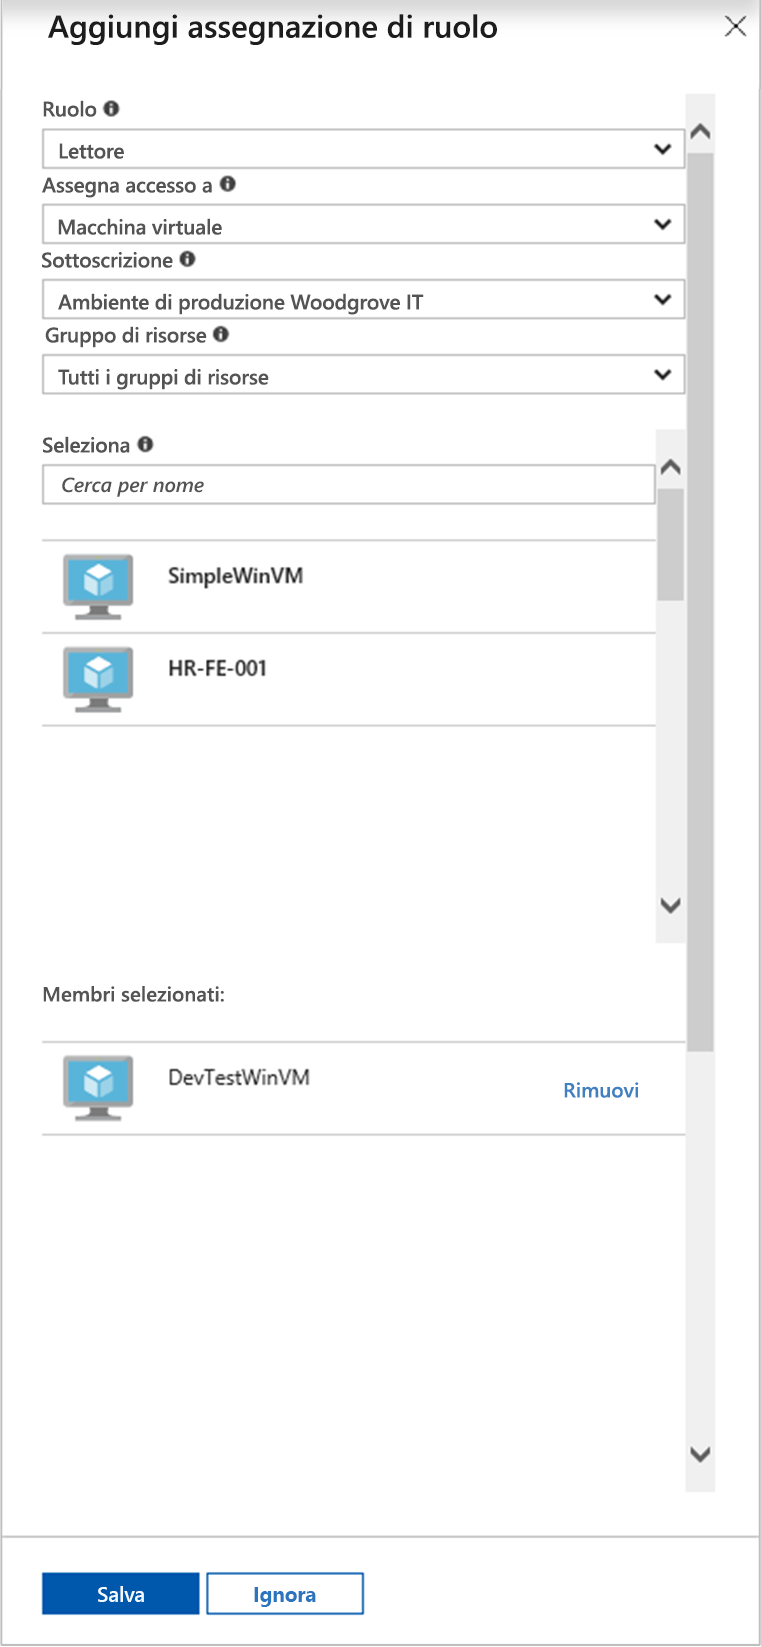 Aggiungi assegnazione di ruolo
Ruolo
Lettore
Assegna accesso a
Macchina virtuale
Sottoscrizione
Ambiente di produzione Woodgrove IT
Gruppo di risorse
Tutti i gruppi di risorse
Seleziona
Cerca per nome
SimpleWinVM
HR-FE-001
Membri selezionati:
DevTestWinVM
Rimuovi
Salva
Ignora